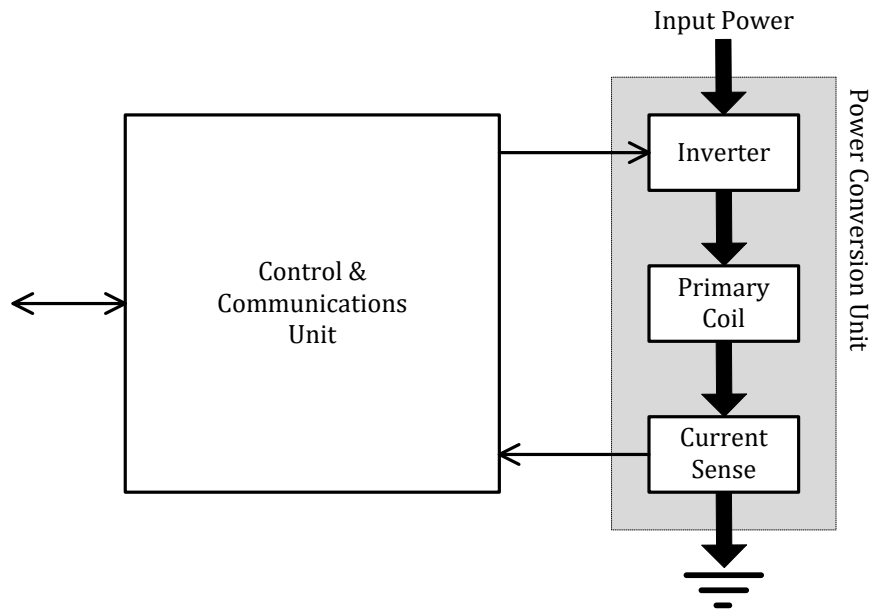 Input Power
Inverter
Control &
Communications
Unit
Primary
Coil
Current
Sense
Power Conversion Unit